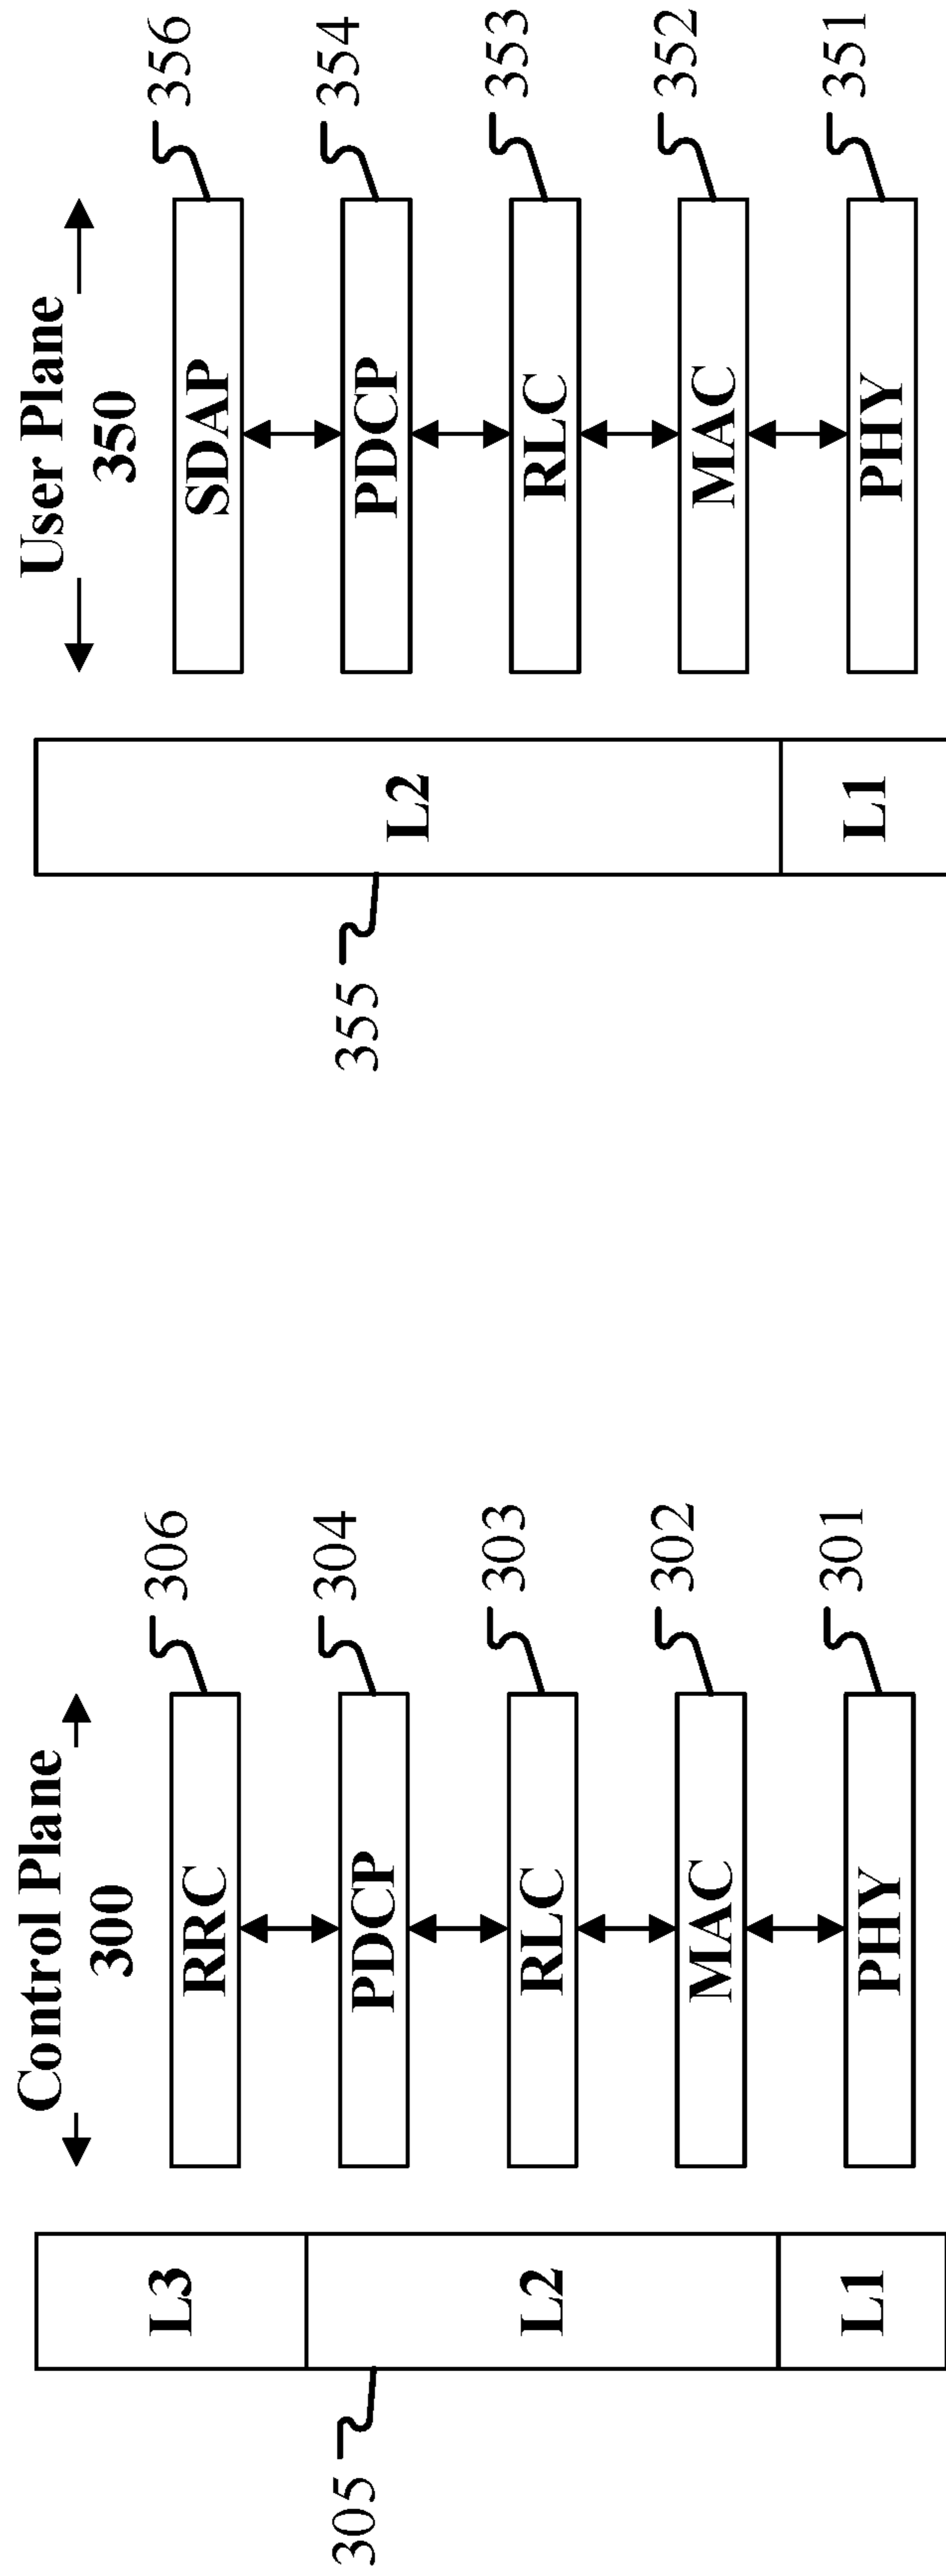 Control Plane
300
User Plane
350
L3
RRC
306
SDAP
356
305
L2
PDCP
304
355
L2
PDCP
354
RLC
303
RLC
353
MAC
302
MAC
352
L1
PHY
301
L1
PHY
351